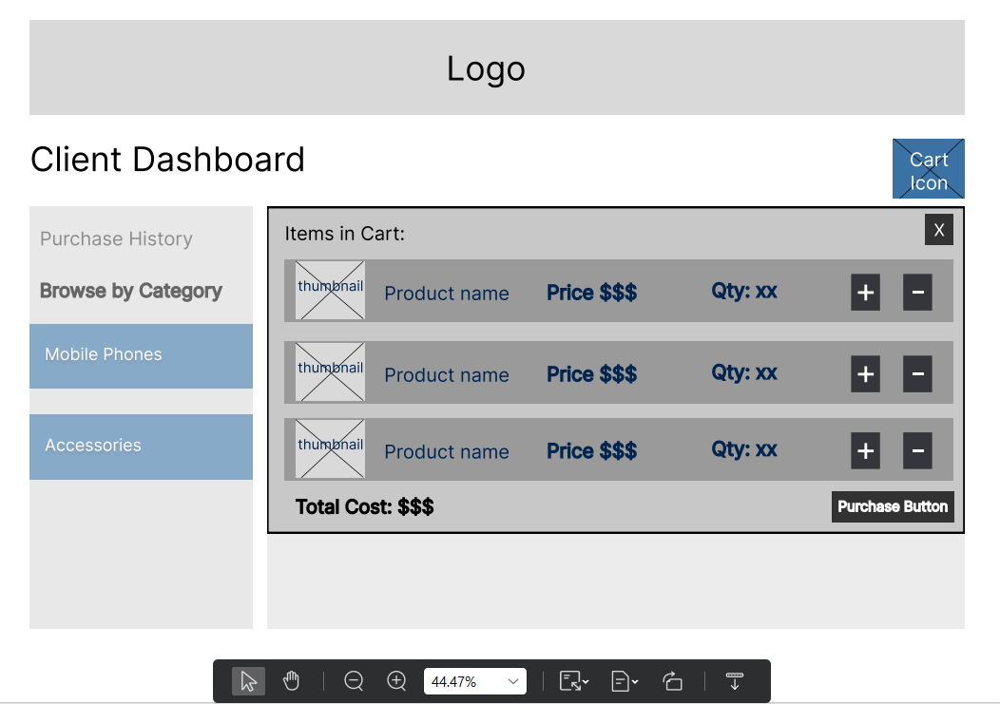 Logo
Client Dashboard
Cart
Icon
Purchase History
Browse by Category
Mobile Phones
Accessories
Items in Cart:
X
thumbnail Product name Price $$$ Qty: xx + −
thumbnail Product name Price $$$ Qty: xx + −
thumbnail Product name Price $$$ Qty: xx + −
Total Cost: $$$
Purchase Button
44.47%